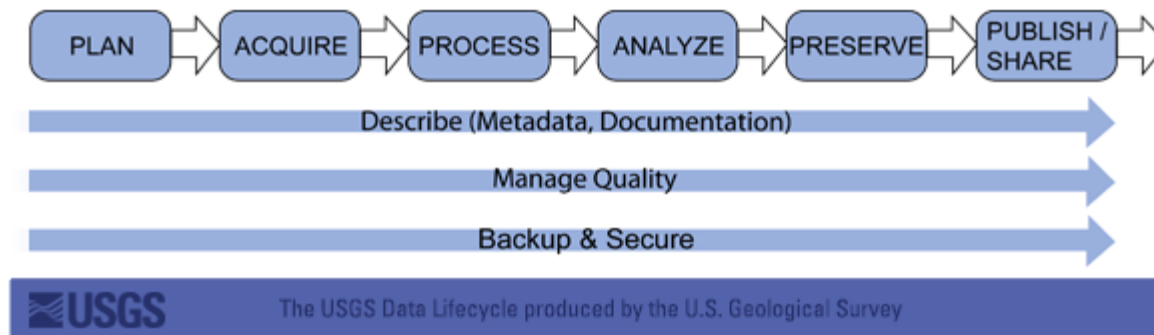 PLAN
ACQUIRE
PROCESS
ANALYZE
PRESERVE
PUBLISH /
SHARE
Describe (Metadata, Documentation)
Manage Quality
Backup & Secure
USGS
The USGS Data Lifecycle produced by the U.S. Geological Survey